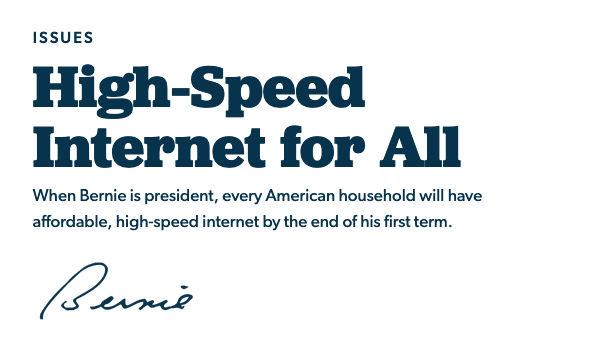 ISSUES
High-Speed
Internet for All
When Bernie is president, every American household will have
affordable, high-speed internet by the end of his first term.
Bernie